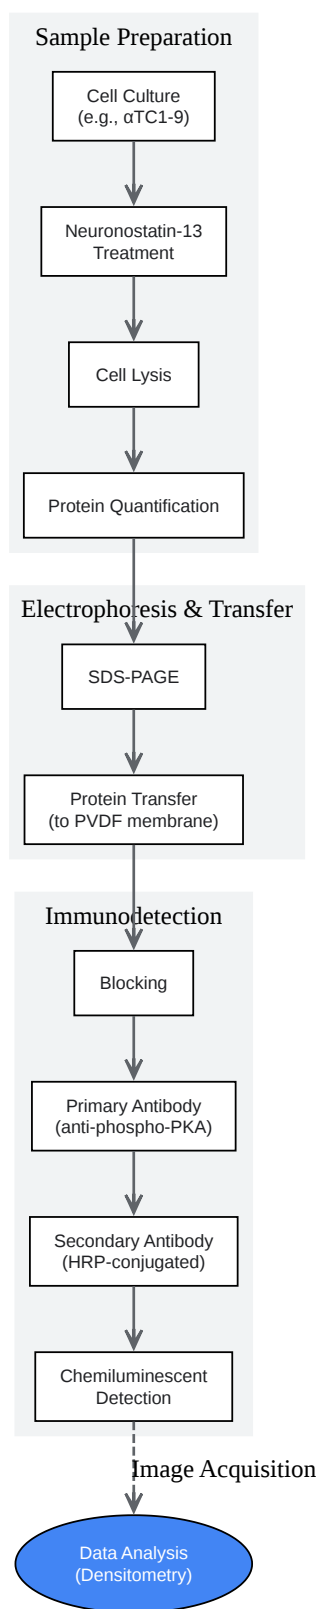 Sample Preparation
Cell Culture
(e.g., αTC1-9)
Neuronostatin-13
Treatment
Cell Lysis
Protein Quantification
Electrophoresis & Transfer
SDS-PAGE
Protein Transfer
(to PVDF membrane)
Immunodetection
Blocking
Primary Antibody
(anti-phospho-PKA)
Secondary Antibody
(HRP-conjugated)
Chemiluminescent
Detection
Image Acquisition
Data Analysis
(Densitometry)